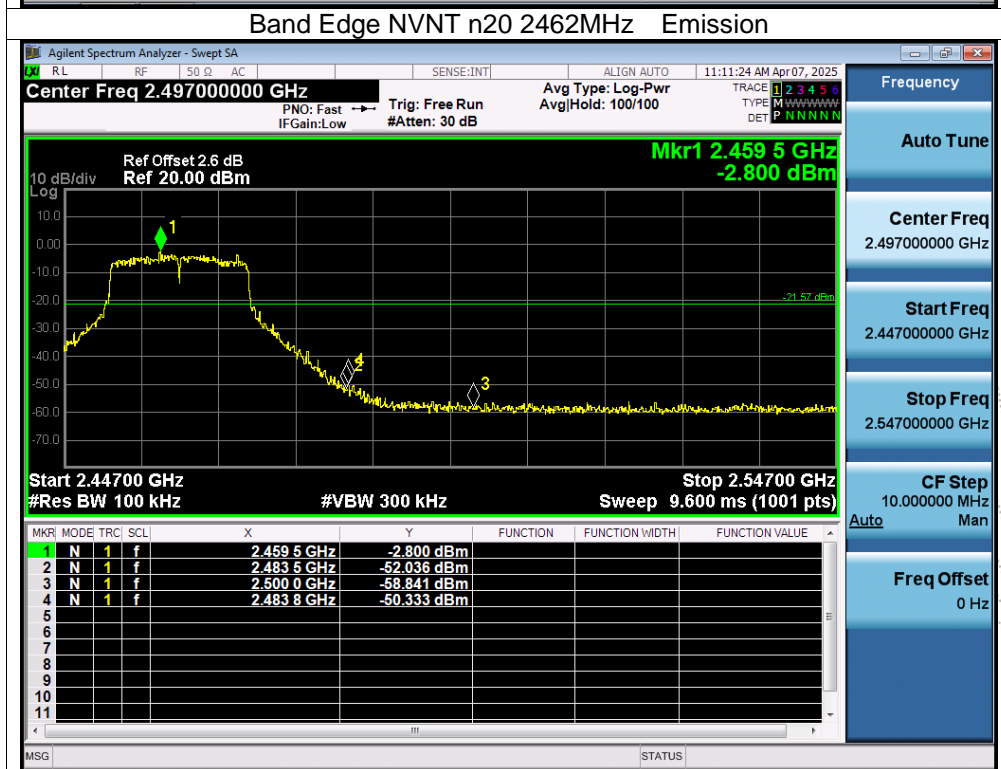 Band Edge NVNT n20 2462MHz    Emission
Agilent Spectrum Analyzer - Swept SA
LXI RL RF 50 Ω AC SENSE:INT ALIGN AUTO 11:11:24 AM Apr 07, 2025
Center Freq 2.497000000 GHz
PNO: Fast
IFGain:Low
Trig: Free Run
#Atten: 30 dB
Avg Type: Log-Pwr
Avg|Hold: 100/100
TRACE 1 2 3 4 5 6
TYPE M WWWWW
DET P N N N N N
Frequency
Auto Tune
Mkr1 2.459 5 GHz
-2.800 dBm
Ref Offset 2.6 dB
10 dB/div Ref 20.00 dBm
Log
10.0
0.00
-10.0
-20.0
-30.0
-40.0
-50.0
-60.0
-70.0
1
-21.57 dBm
4
2
3
Center Freq
2.497000000 GHz
Start Freq
2.447000000 GHz
Stop Freq
2.547000000 GHz
Start 2.44700 GHz Stop 2.54700 GHz
#Res BW 100 kHz #VBW 300 kHz Sweep 9.600 ms (1001 pts)
CF Step
10.000000 MHz
Auto Man
MKR MODE TRC SCL X Y FUNCTION FUNCTION WIDTH FUNCTION VALUE
1 N 1 f 2.459 5 GHz -2.800 dBm
2 N 1 f 2.483 5 GHz -52.036 dBm
3 N 1 f 2.500 0 GHz -58.841 dBm
4 N 1 f 2.483 8 GHz -50.333 dBm
5
6
7
8
9
10
11
Freq Offset
0 Hz
MSG STATUS